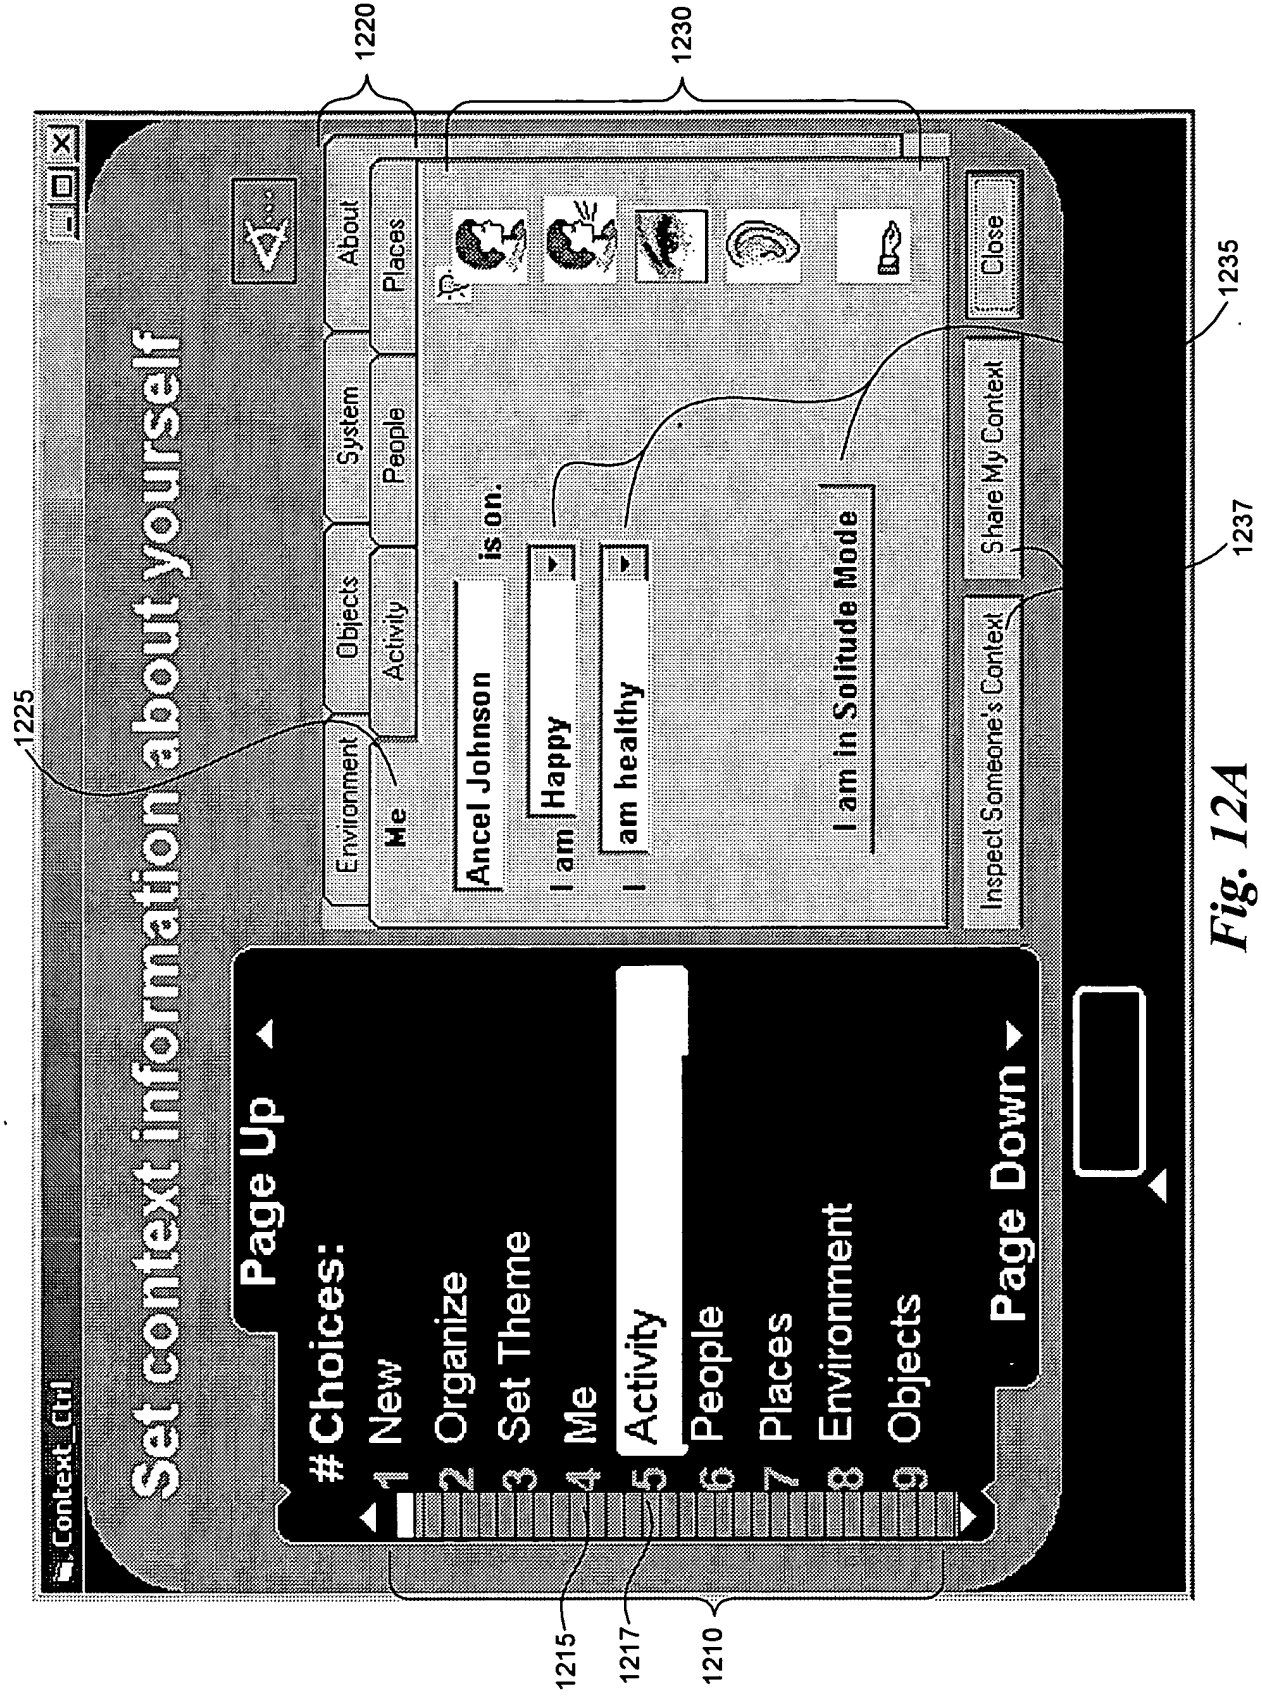 Context_Ctrl
Set context information about yourself
Page Up
# Choices:
1 New
2 Organize
3 Set Theme
4 Me
5 Activity
6 People
7 Places
8 Environment
9 Objects
Page Down
Environment Objects System About
Me Activity People Places
Ancel Johnson is on.
I am Happy
I am healthy
I am in Solitude Mode
Inspect Someone's Context Share My Context Close
1210
1215
1217
1220
1225
1230
1235
1237
Fig. 12A